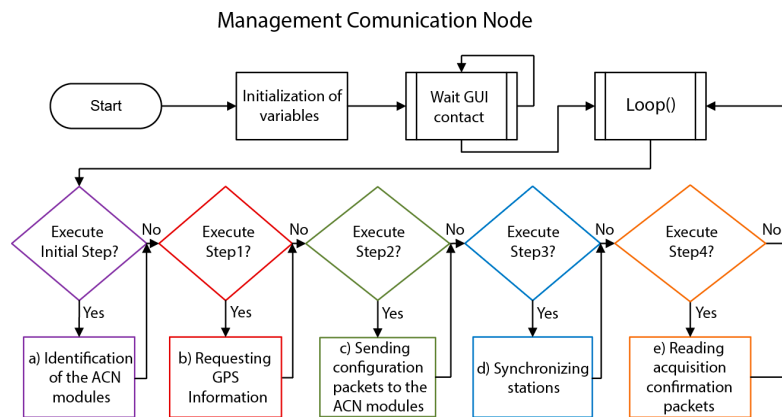 Management Comunication Node
Start
Initialization of
variables
Wait GUI
contact
Loop()
Execute
Initial Step?
No
Execute
Step1?
No
Execute
Step2?
No
Execute
Step3?
No
Execute
Step4?
No
Yes
Yes
Yes
Yes
Yes
a) Identification
of the ACN
modules
b) Requesting
GPS
Information
c) Sending
configuration
packets to the
ACN modules
d) Synchronizing
stations
e) Reading
acquisition
confirmation
packets